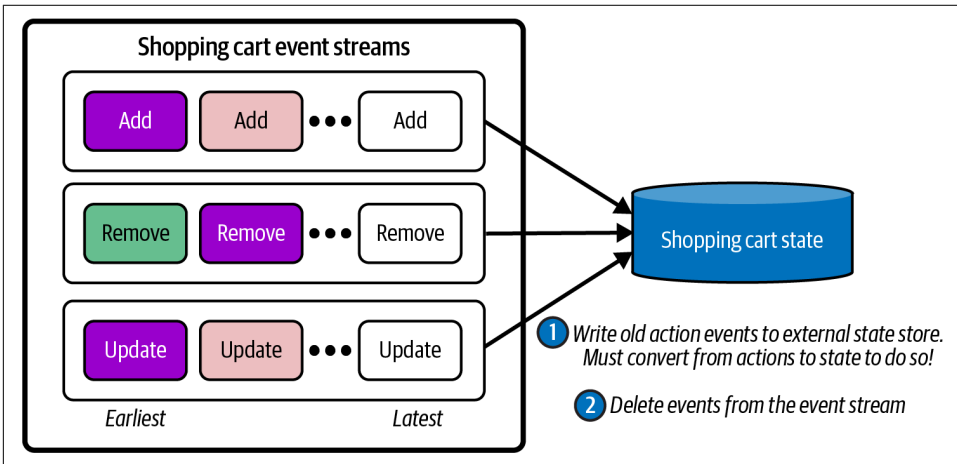 Shopping cart event streams
Add Add ••• Add
Remove Remove ••• Remove
Update Update ••• Update
Earliest Latest
Shopping cart state
1 Write old action events to external state store.
Must convert from actions to state to do so!
2 Delete events from the event stream